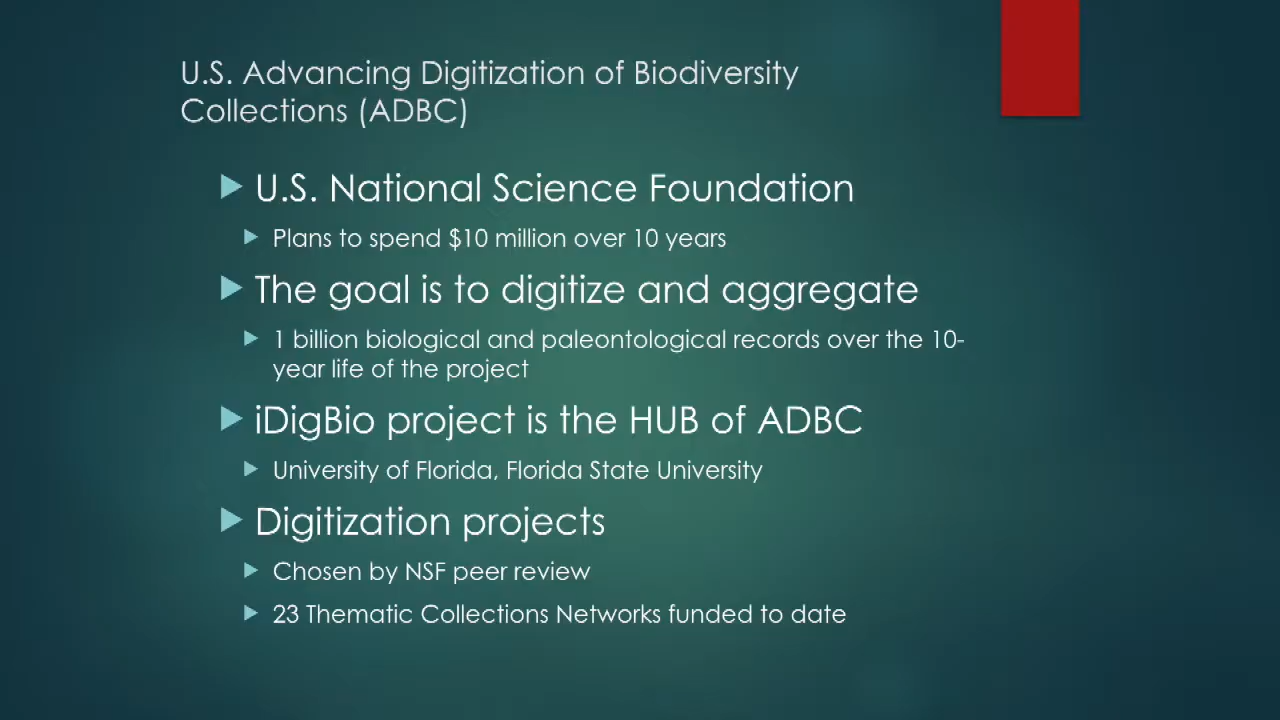 U.S. Advancing Digitization of Biodiversity
Collections (ADBC)
U.S. National Science Foundation
Plans to spend $10 million over 10 years
The goal is to digitize and aggregate
1 billion biological and paleontological records over the 10-
year life of the project
iDigBio project is the HUB of ADBC
University of Florida, Florida State University
Digitization projects
Chosen by NSF peer review
23 Thematic Collections Networks funded to date